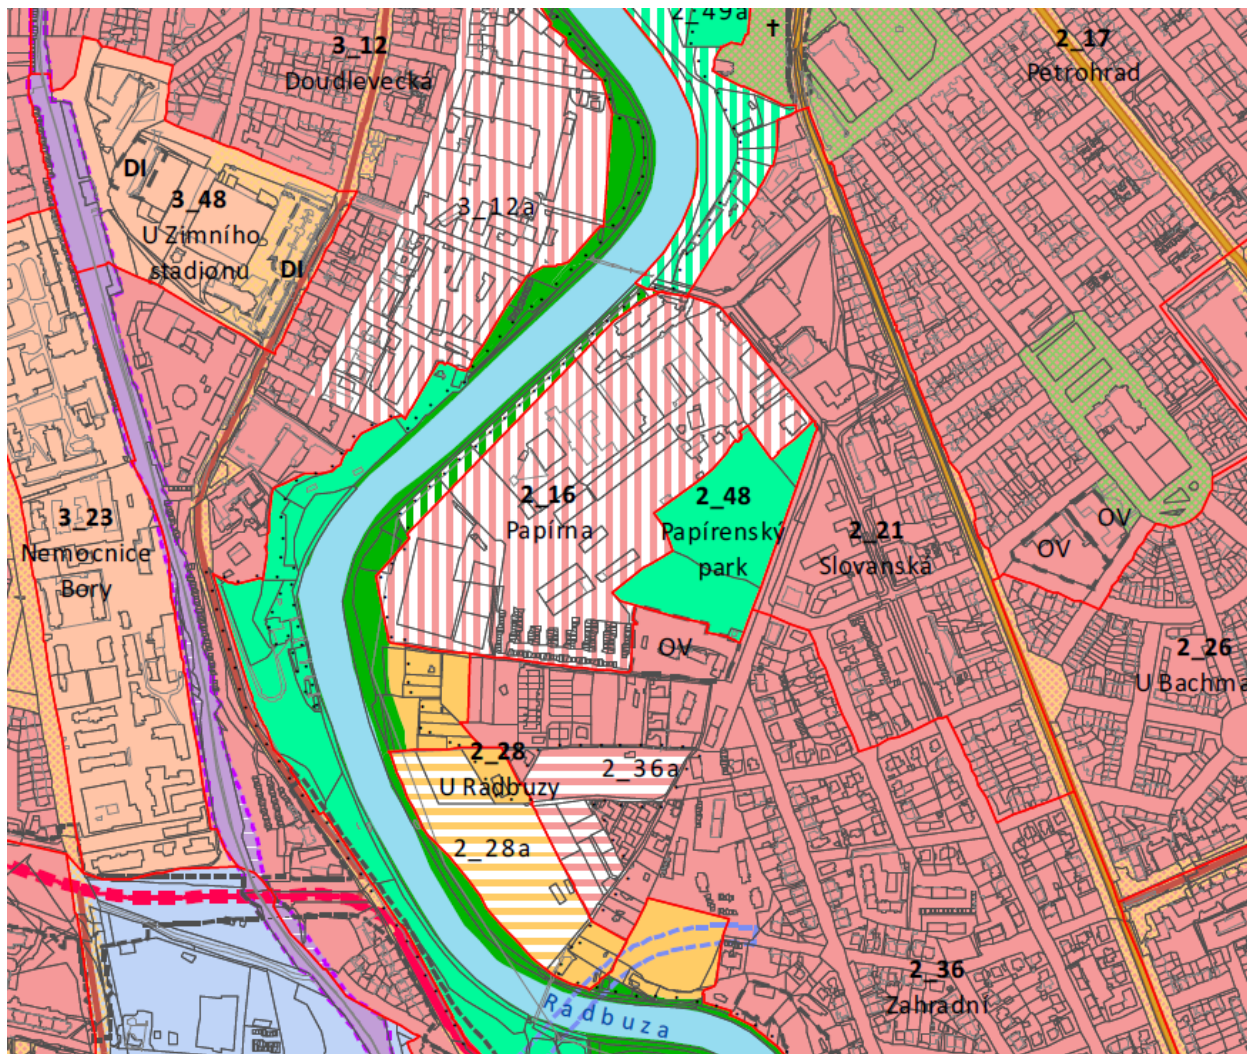 2_49a
3_12
Doudlevecká
2_17
Petrohrad
DI
3_48
U Zimního
stadionu
DI
3_12a
2_16
Papírna
2_48
Papírenský
park
2_21
Slovanská
OV
OV
3_23
Nemocnice
Bory
OV
2_26
U Bachma
2_28
U Radbuzy
2_36a
2_28a
2_36
Zahradní
Radbuza